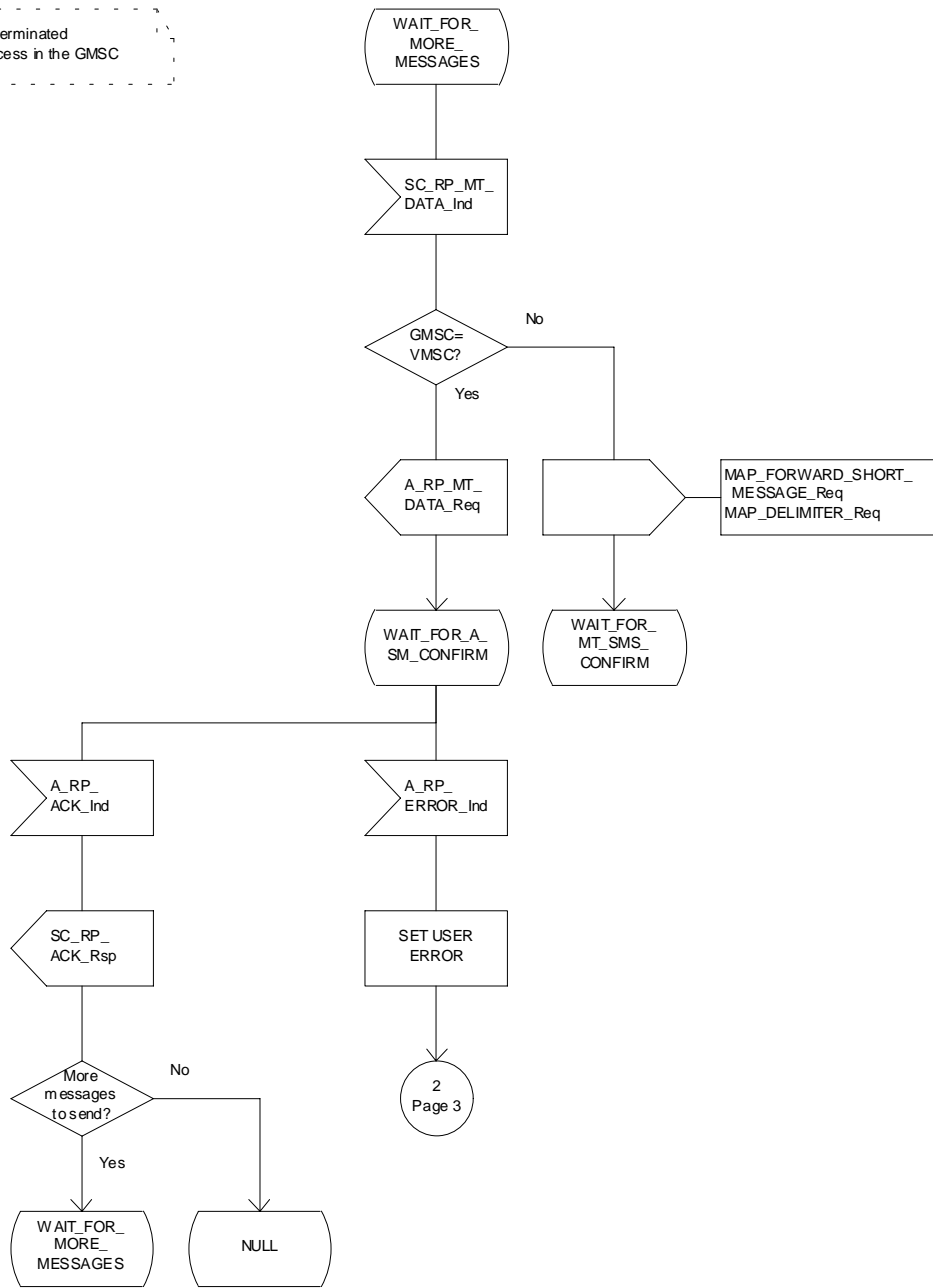 erminated
cess in the GMSC
WAIT_FOR_
MORE_
MESSAGES
SC_RP_MT_
DATA_Ind
GMSC=
VMSC?
No
Yes
A_RP_MT_
DATA_Req
MAP_FORWARD_SHORT_
MESSAGE_Req
MAP_DELIMITER_Req
WAIT_FOR_A_
SM_CONFIRM
WAIT_FOR_
MT_SMS_
CONFIRM
A_RP_
ACK_Ind
A_RP_
ERROR_Ind
SC_RP_
ACK_Rsp
SET USER
ERROR
More
messages
to send?
No
Yes
2
Page 3
WAIT_FOR_
MORE_
MESSAGES
NULL